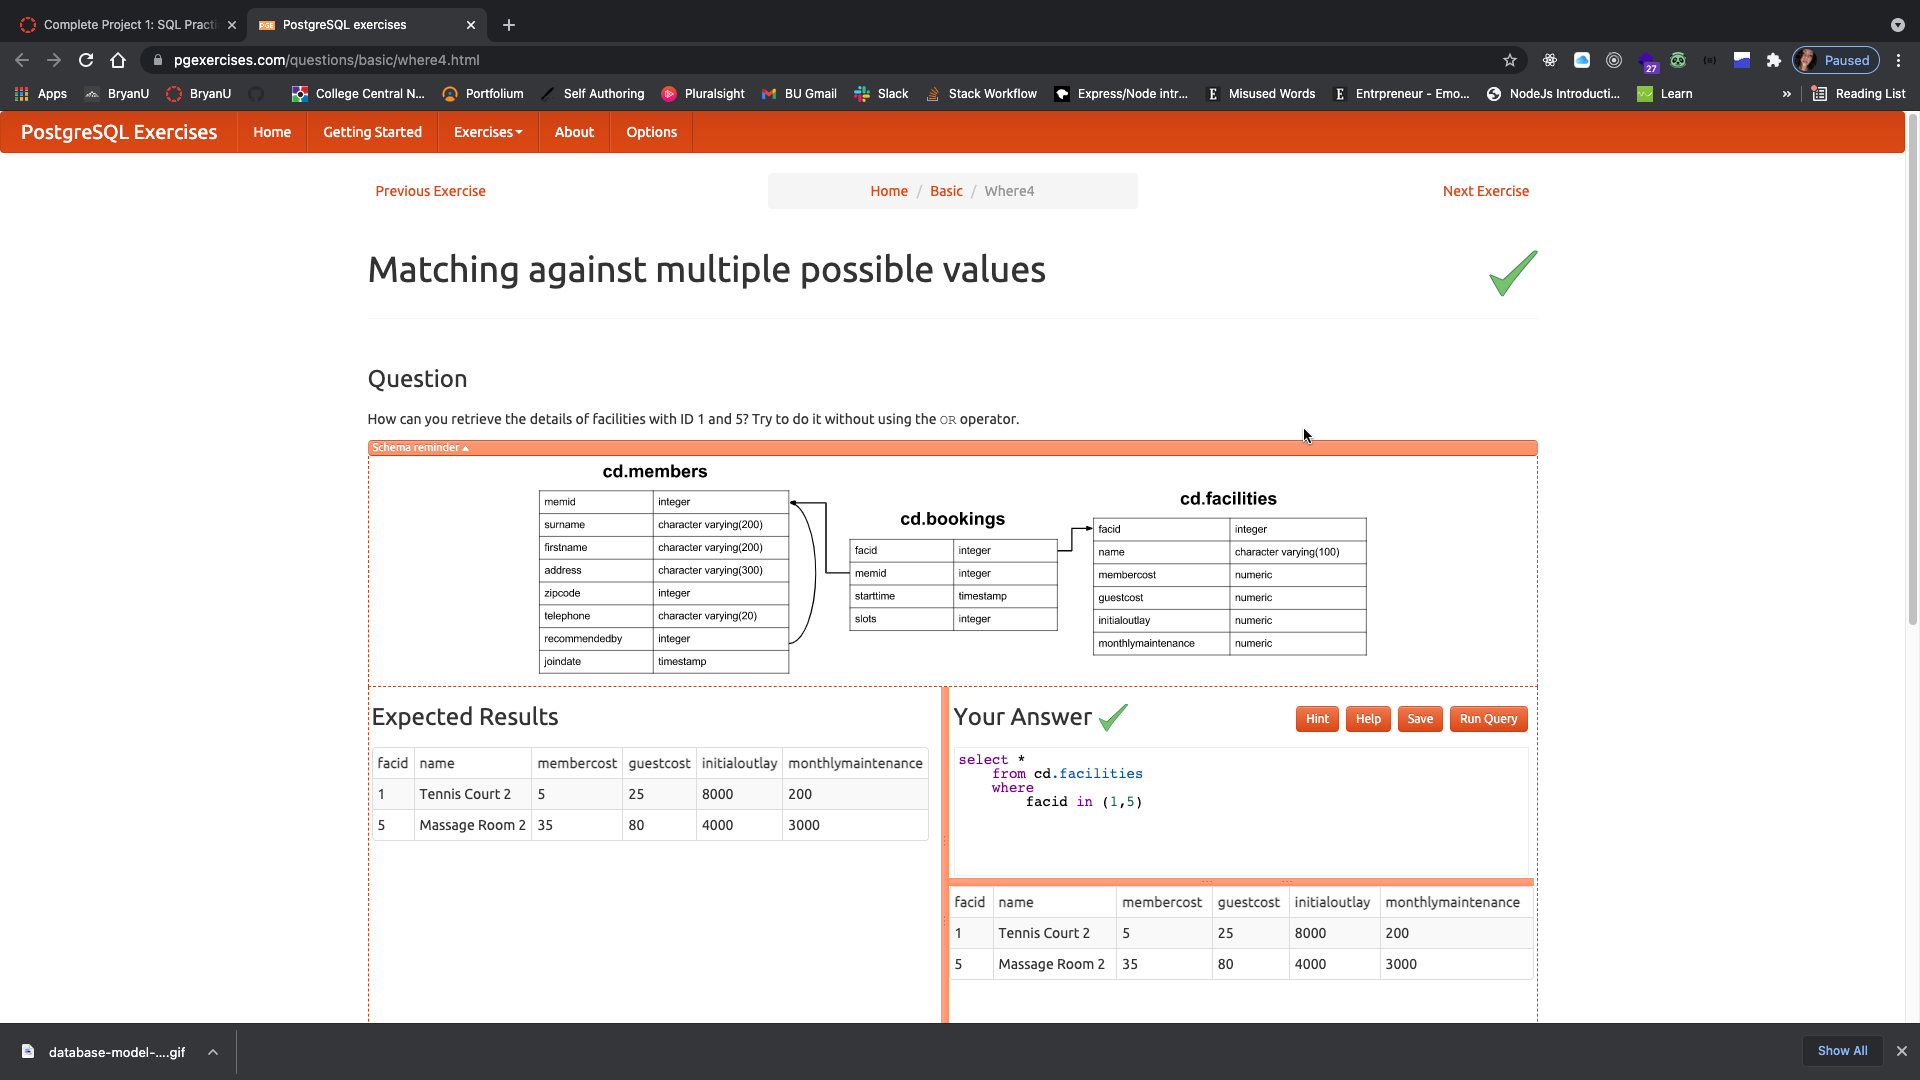 Complete Project 1: SQL Practi
PostgreSQL exercises
pgexercises.com/questions/basic/where4.html
27
Paused
Apps
BryanU
BryanU
College Central N...
Portfolium
Self Authoring
Pluralsight
BU Gmail
Slack
Stack Workflow
Express/Node intr...
Misused Words
Entrpreneur - Emo...
NodeJs Introducti...
Learn
»
Reading List
PostgreSQL Exercises
Home
Getting Started
Exercises
About
Options
Previous Exercise
Home / Basic / Where4
Next Exercise
Matching against multiple possible values
Question
How can you retrieve the details of facilities with ID 1 and 5? Try to do it without using the OR operator.
Schema reminder
cd.members
memid integer
surname character varying(200)
firstname character varying(200)
address character varying(300)
zipcode integer
telephone character varying(20)
recommendedby integer
joindate timestamp
cd.bookings
facid integer
memid integer
starttime timestamp
slots integer
cd.facilities
facid integer
name character varying(100)
membercost numeric
guestcost numeric
initialoutlay numeric
monthlymaintenance numeric
Expected Results
facid name membercost guestcost initialoutlay monthlymaintenance
1 Tennis Court 2 5 25 8000 200
5 Massage Room 2 35 80 4000 3000
Your Answer
Hint
Help
Save
Run Query
select *
from cd.facilities
where
facid in (1,5)
facid name membercost guestcost initialoutlay monthlymaintenance
1 Tennis Court 2 5 25 8000 200
5 Massage Room 2 35 80 4000 3000
database-model-....gif
Show All